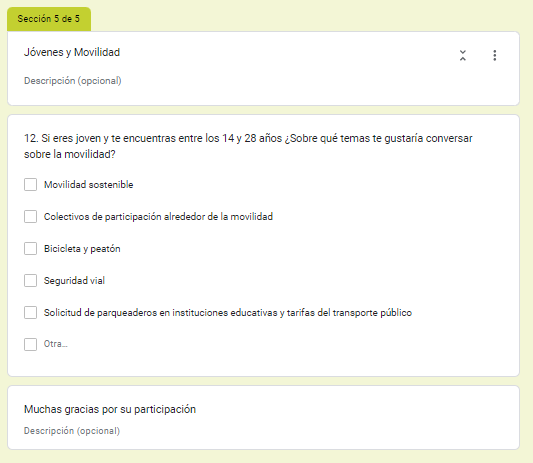 Sección 5 de 5
Jóvenes y Movilidad
Descripción (opcional)
12. Si eres joven y te encuentras entre los 14 y 28 años ¿Sobre qué temas te gustaría conversar
sobre la movilidad?
Movilidad sostenible
Colectivos de participación alrededor de la movilidad
Bicicleta y peatón
Seguridad vial
Solicitud de parqueaderos en instituciones educativas y tarifas del transporte público
Otra...
Muchas gracias por su participación
Descripción (opcional)